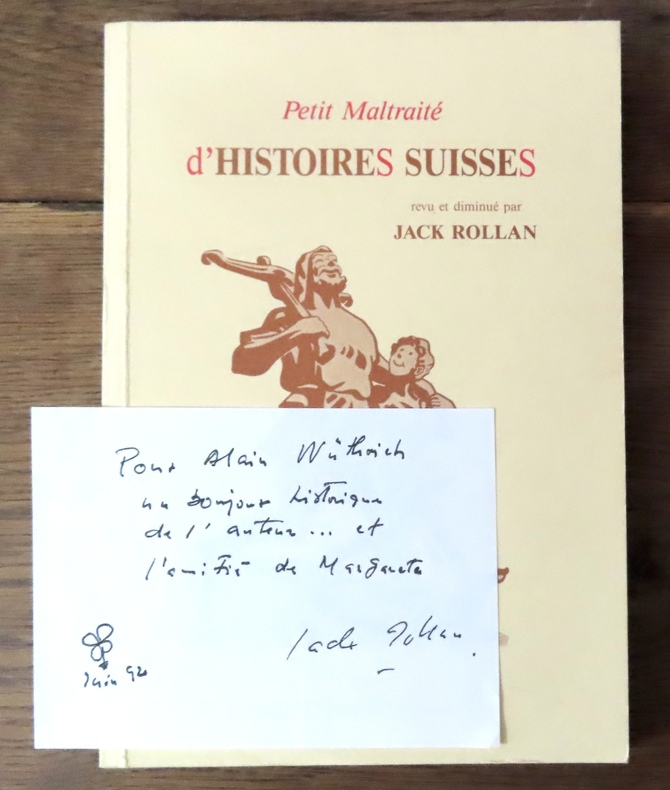 Petit Maltraité
d'HISTOIRES SUISSES
revu et diminué par
JACK ROLLAN
Pour Alain Wüthrich
un bonjour historique
de l'auteur... et
l'amitié de Margareta
Jack Rollan.
Juin 92